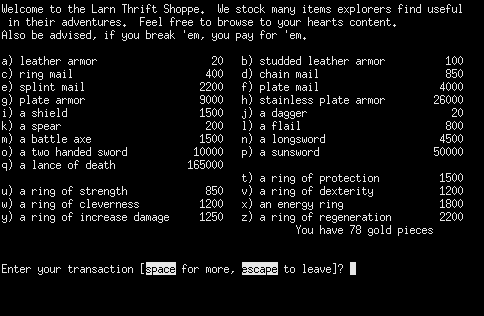 Welcome to the Larn Thrift Shoppe.  We stock many items explorers find useful
 in their adventures.  Feel free to browse to your hearts content.
Also be advised, if you break 'em, you pay for 'em.
a) leather armor 20 b) studded leather armor 100
c) ring mail 400 d) chain mail 850
e) splint mail 2200 f) plate mail 4000
g) plate armor 9000 h) stainless plate armor 26000
i) a shield 1500 j) a dagger 20
k) a spear 200 l) a flail 800
m) a battle axe 1500 n) a longsword 4500
o) a two handed sword 10000 p) a sunsword 50000
q) a lance of death 165000
t) a ring of protection 1500
u) a ring of strength 850 v) a ring of dexterity 1200
w) a ring of cleverness 1200 x) an energy ring 1800
y) a ring of increase damage 1250 z) a ring of regeneration 2200
You have 78 gold pieces
Enter your transaction [space for more, escape to leave]?